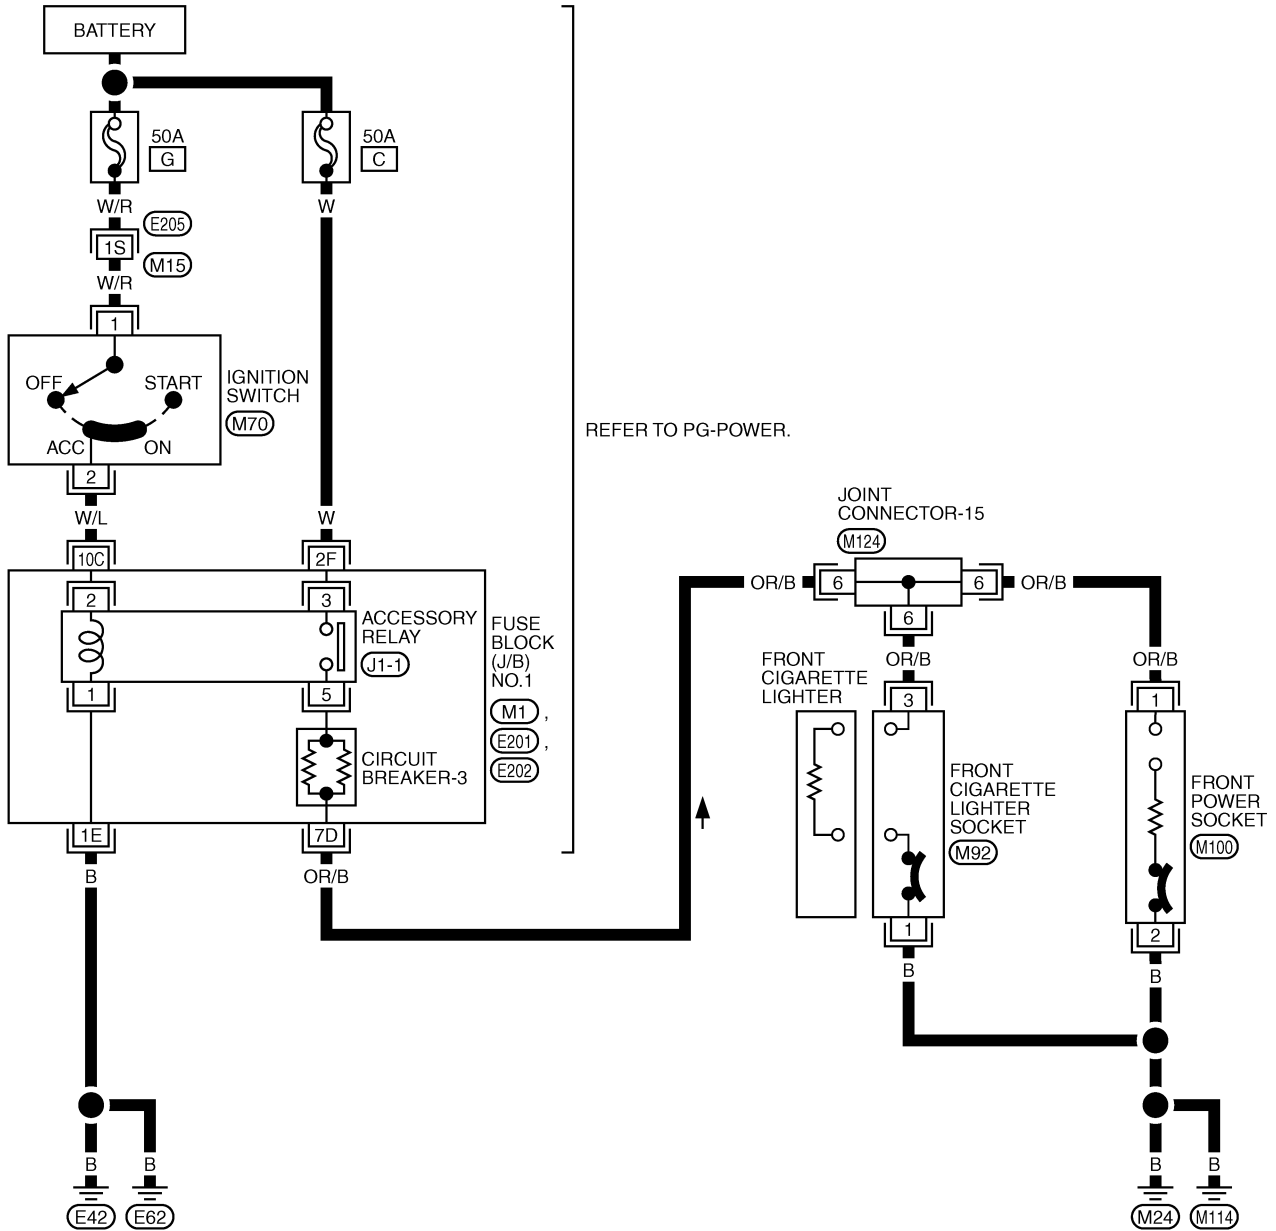 BATTERY
50A
G
50A
C
W/R
W
E205
1S
M15
W/R
1
OFF
START
ACC
ON
IGNITION
SWITCH
M70
REFER TO PG-POWER.
2
W/L
W
10C
2F
2
3
ACCESSORY
RELAY
J1-1
1
5
CIRCUIT
BREAKER-3
FUSE
BLOCK
(J/B)
NO.1
M1 ,
E201 ,
E202
1E
7D
B
OR/B
JOINT
CONNECTOR-15
M124
OR/B
6
6
OR/B
6
OR/B
OR/B
FRONT
CIGARETTE
LIGHTER
3
1
FRONT
CIGARETTE
LIGHTER
SOCKET
M92
FRONT
POWER
SOCKET
M100
1
2
B
B
B
B
B
B
E42
E62
M24
M114